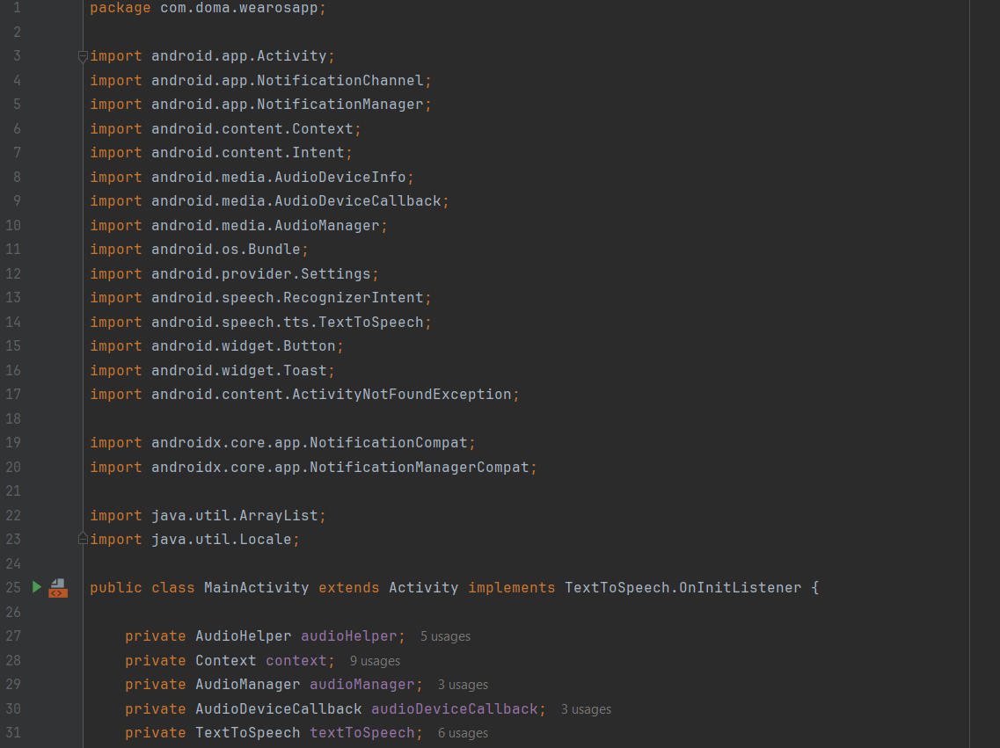 1 package com.doma.wearosapp;
2
3 import android.app.Activity;
4 import android.app.NotificationChannel;
5 import android.app.NotificationManager;
6 import android.content.Context;
7 import android.content.Intent;
8 import android.media.AudioDeviceInfo;
9 import android.media.AudioDeviceCallback;
10 import android.media.AudioManager;
11 import android.os.Bundle;
12 import android.provider.Settings;
13 import android.speech.RecognizerIntent;
14 import android.speech.tts.TextToSpeech;
15 import android.widget.Button;
16 import android.widget.Toast;
17 import android.content.ActivityNotFoundException;
18
19 import androidx.core.app.NotificationCompat;
20 import androidx.core.app.NotificationManagerCompat;
21
22 import java.util.ArrayList;
23 import java.util.Locale;
24
25 public class MainActivity extends Activity implements TextToSpeech.OnInitListener {
26
27 private AudioHelper audioHelper; 5 usages
28 private Context context; 9 usages
29 private AudioManager audioManager; 3 usages
30 private AudioDeviceCallback audioDeviceCallback; 3 usages
31 private TextToSpeech textToSpeech; 6 usages